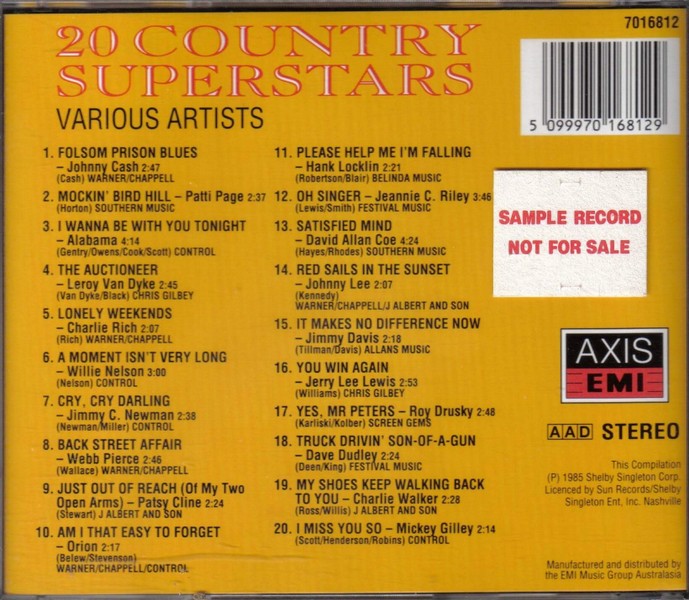 20 COUNTRY
SUPERSTARS
VARIOUS ARTISTS
1. FOLSOM PRISON BLUES
– Johnny Cash 2:47
(Cash) WARNER/CHAPPELL
2. MOCKIN' BIRD HILL – Patti Page 2:37
(Horton) SOUTHERN MUSIC
3. I WANNA BE WITH YOU TONIGHT
– Alabama 4:14
(Gentry/Owens/Cook/Scott) CONTROL
4. THE AUCTIONEER
– Leroy Van Dyke 2:45
(Van Dyke/Black) CHRIS GILBEY
5. LONELY WEEKENDS
– Charlie Rich 2:07
(Rich) WARNER/CHAPPELL
6. A MOMENT ISN'T VERY LONG
– Willie Nelson 3:00
(Nelson) CONTROL
7. CRY, CRY DARLING
– Jimmy C. Newman 2:38
(Newman/Miller) CONTROL
8. BACK STREET AFFAIR
– Webb Pierce 2:46
(Wallace) WARNER/CHAPPELL
9. JUST OUT OF REACH (Of My Two
Open Arms) – Patsy Cline 2:24
(Stewart) J ALBERT AND SON
10. AM I THAT EASY TO FORGET
– Orion 2:17
(Belew/Stevenson)
WARNER/CHAPPELL/CONTROL
11. PLEASE HELP ME I'M FALLING
– Hank Locklin 2:21
(Robertson/Blair) BELINDA MUSIC
12. OH SINGER – Jeannie C. Riley 3:46
(Lewis/Smith) FESTIVAL MUSIC
13. SATISFIED MIND
– David Allan Coe 4:24
(Hayes/Rhodes) SOUTHERN MUSIC
14. RED SAILS IN THE SUNSET
– Johnny Lee 2:07
(Kennedy)
WARNER/CHAPPELL/J ALBERT AND SON
15. IT MAKES NO DIFFERENCE NOW
– Jimmy Davis 2:18
(Tillman/Davis) ALLANS MUSIC
16. YOU WIN AGAIN
– Jerry Lee Lewis 2:53
(Williams) CHRIS GILBEY
17. YES, MR PETERS – Roy Drusky 2:48
(Karliski/Kolber) SCREEN GEMS
18. TRUCK DRIVIN' SON-OF-A-GUN
– Dave Dudley 2:24
(Deen/King) FESTIVAL MUSIC
19. MY SHOES KEEP WALKING BACK
TO YOU – Charlie Walker 2:28
(Ross/Willis) J ALBERT AND SON
20. I MISS YOU SO – Mickey Gilley 2:14
(Scott/Henderson/Robins) CONTROL
7016812
5 099970 168129
SAMPLE RECORD
NOT FOR SALE
AXIS
EMI
AAD STEREO
This Compilation
(P) 1985 Shelby Singleton Corp.
Licenced by Sun Records/Shelby
Singleton Ent, Inc. Nashville
Manufactured and distributed by
the EMI Music Group Australasia